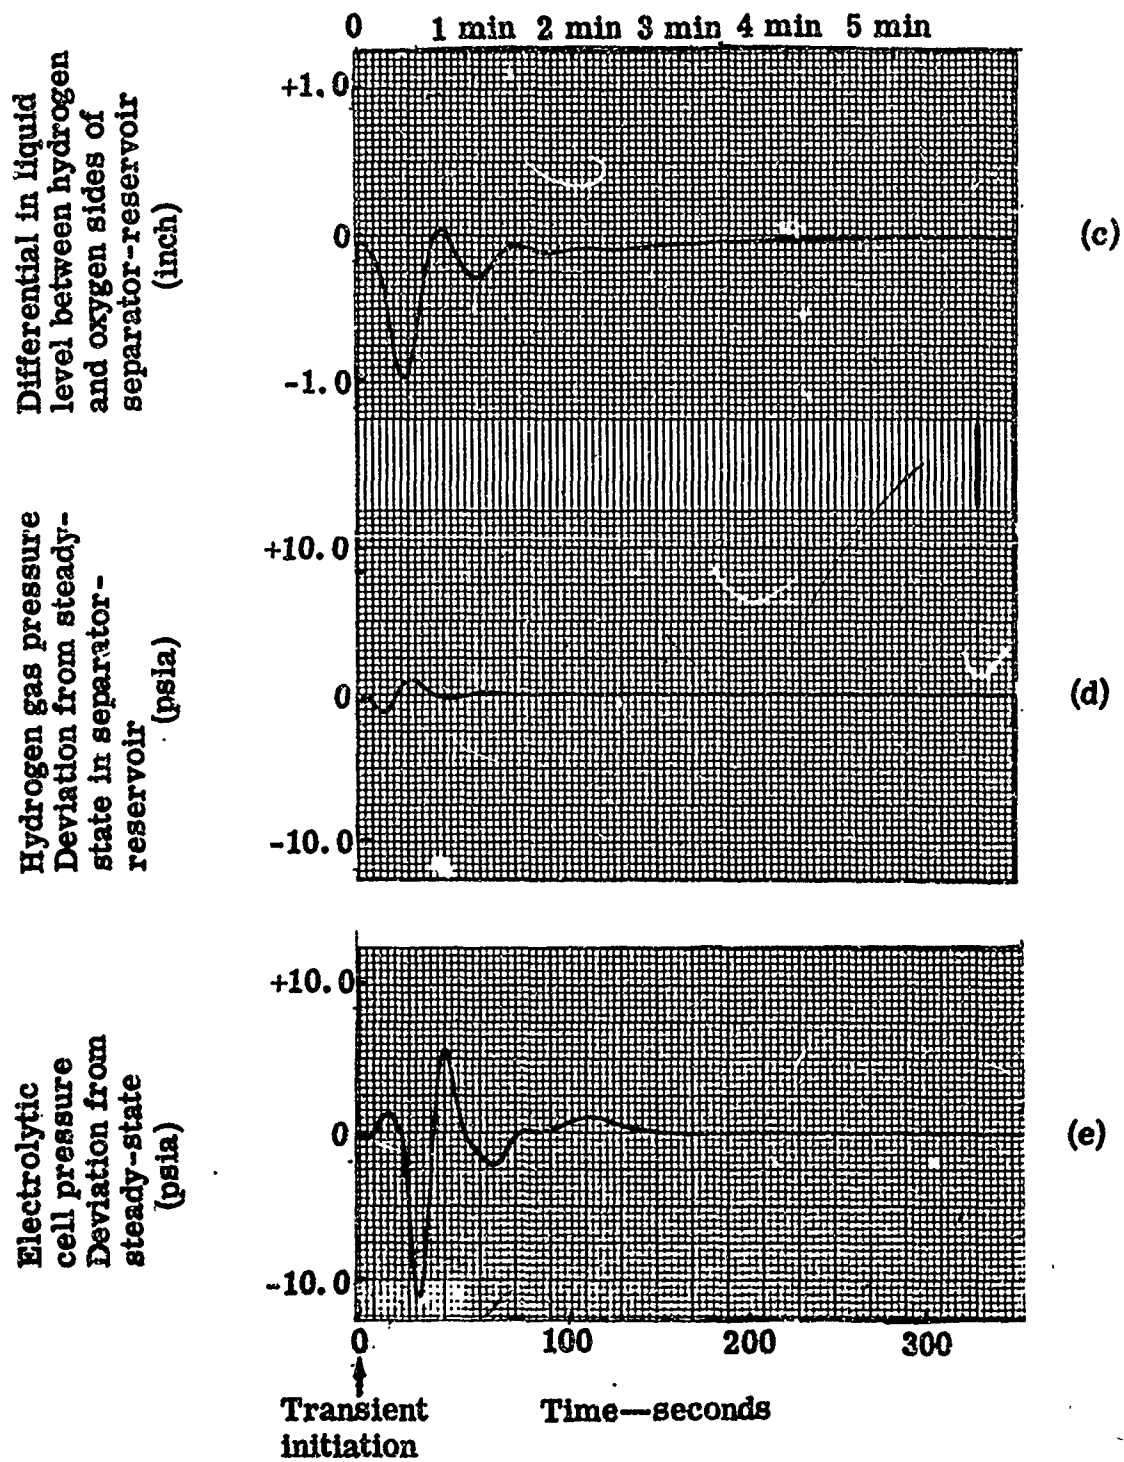 0 1 min 2 min 3 min 4 min 5 min
Differential in liquid
level between hydrogen
and oxygen sides of
separator-reservoir
(inch)
+1.0
0
-1.0
(c)
Hydrogen gas pressure
Deviation from steady-
state in separator-
reservoir
(psia)
+10.0
0
-10.0
(d)
Electrolytic
cell pressure
Deviation from
steady-state
(psia)
+10.0
0
-10.0
(e)
0 100 200 300
Transient
initiation
Time—seconds